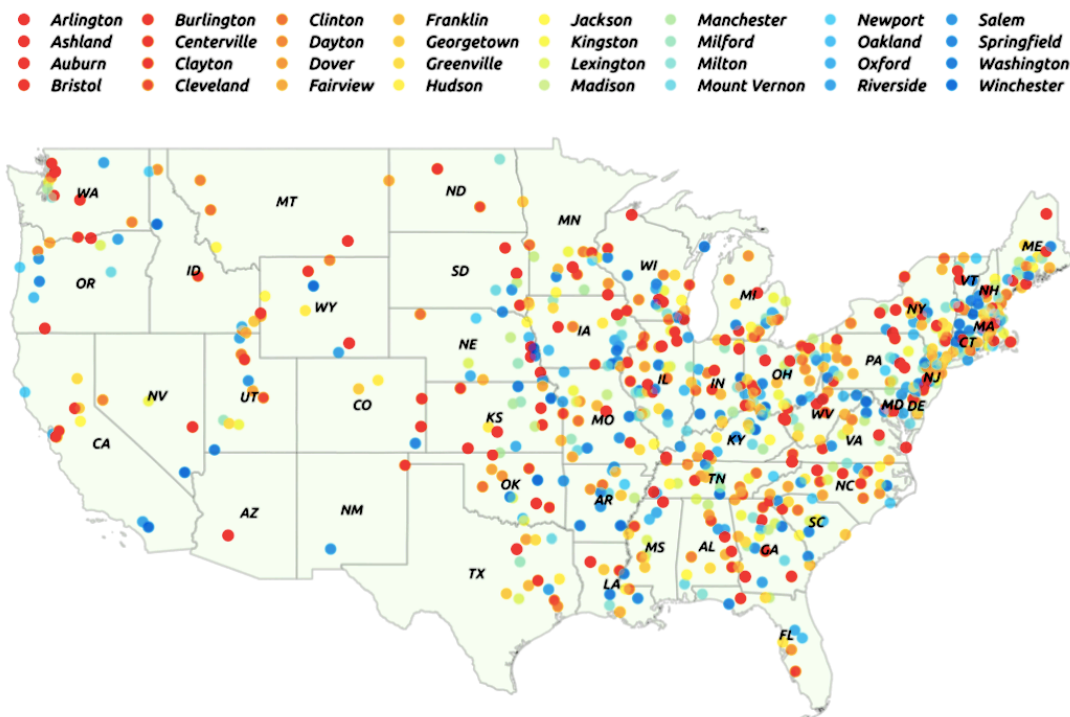 Arlington Burlington Clinton Franklin Jackson Manchester Newport Salem
Ashland Centerville Dayton Georgetown Kingston Milford Oakland Springfield
Auburn Clayton Dover Greenville Lexington Milton Oxford Washington
Bristol Cleveland Fairview Hudson Madison Mount Vernon Riverside Winchester
WA
MT
ND
MN
ME
OR
ID
SD
WI
VT
NH
WY
MI
NY
MA
IA
CT
NE
PA
NV
UT
CO
IL
IN
OH
NJ
CA
KS
MO
WV
MD
DE
KY
VA
AZ
NM
OK
AR
TN
NC
SC
TX
LA
MS
AL
GA
FL